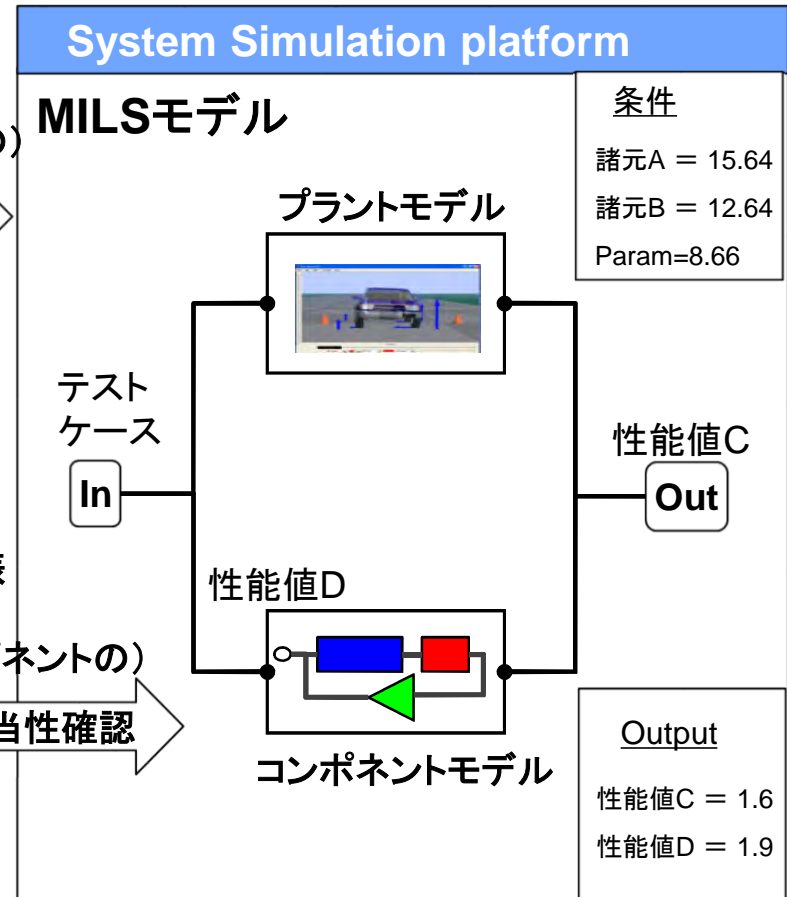 System Simulation platform
MILSモデル
条件
諸元A ＝ 15.64
諸元B ＝ 12.64
Param=8.66
プラントモデル
テスト
ケース
In
性能値C
Out
性能値D
ネントの）
当性確認
コンポネントモデル
Output
性能値C ＝ 1.6
性能値D ＝ 1.9